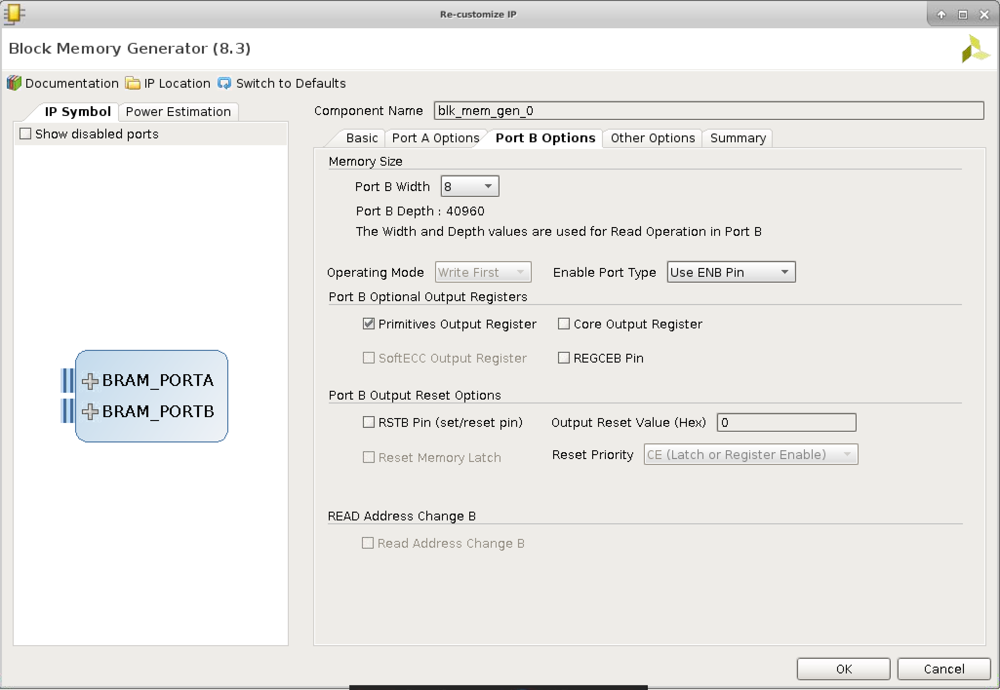 Re-customize IP
Block Memory Generator (8.3)
Documentation IP Location Switch to Defaults
IP Symbol Power Estimation
Show disabled ports
BRAM_PORTA
BRAM_PORTB
Component Name blk_mem_gen_0
Basic Port A Options Port B Options Other Options Summary
Memory Size
Port B Width 8
Port B Depth : 40960
The Width and Depth values are used for Read Operation in Port B
Operating Mode Write First Enable Port Type Use ENB Pin
Port B Optional Output Registers
Primitives Output Register Core Output Register
SoftECC Output Register REGCEB Pin
Port B Output Reset Options
RSTB Pin (set/reset pin) Output Reset Value (Hex) 0
Reset Memory Latch Reset Priority CE (Latch or Register Enable)
READ Address Change B
Read Address Change B
OK Cancel